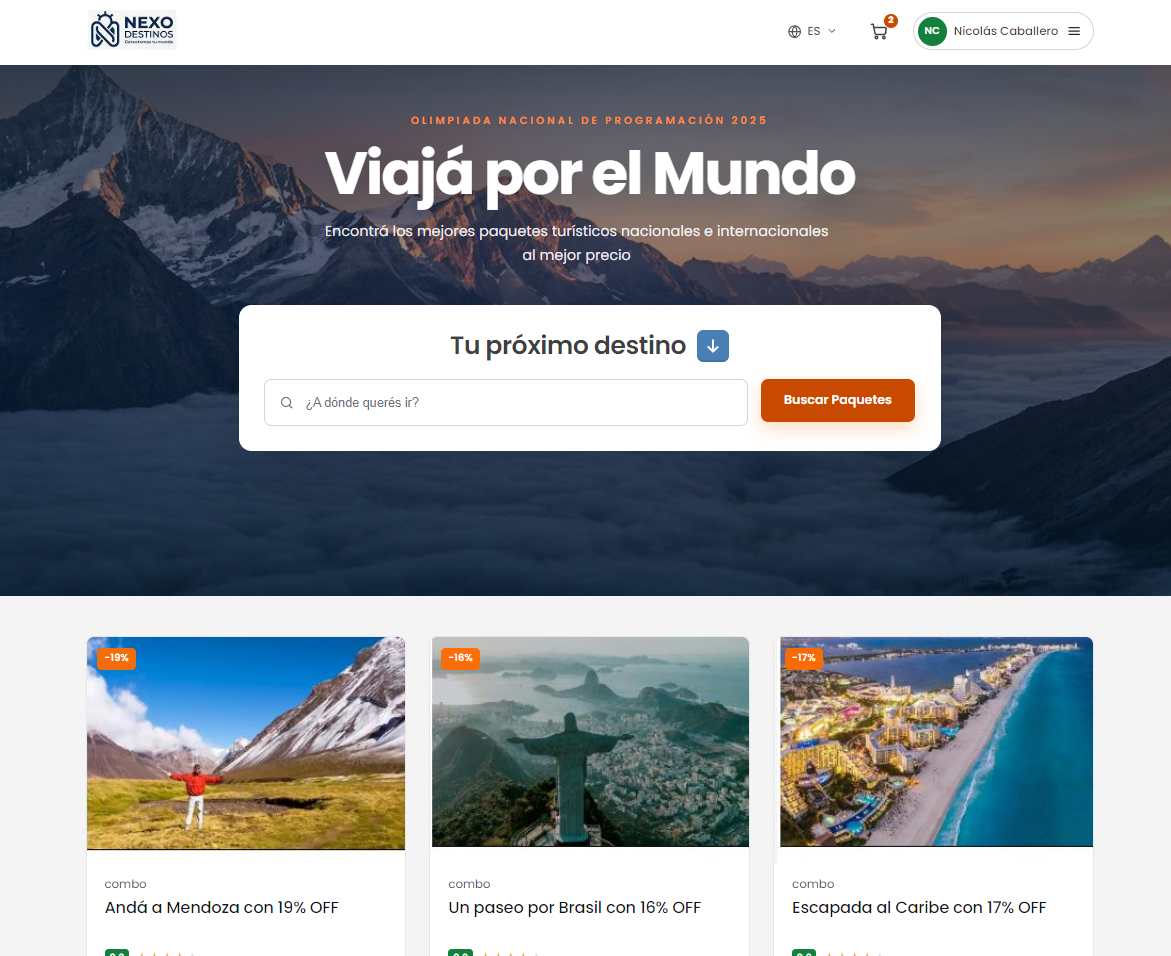 NEXO
DESTINOS
Conectamos tu mundo
ES
2
NC
Nicolás Caballero
OLIMPIADA NACIONAL DE PROGRAMACIÓN 2025
Viajá por el Mundo
Encontrá los mejores paquetes turísticos nacionales e internacionales
al mejor precio
Tu próximo destino
¿A dónde querés ir?
Buscar Paquetes
-19%
-16%
-17%
combo
Andá a Mendoza con 19% OFF
combo
Un paseo por Brasil con 16% OFF
combo
Escapada al Caribe con 17% OFF